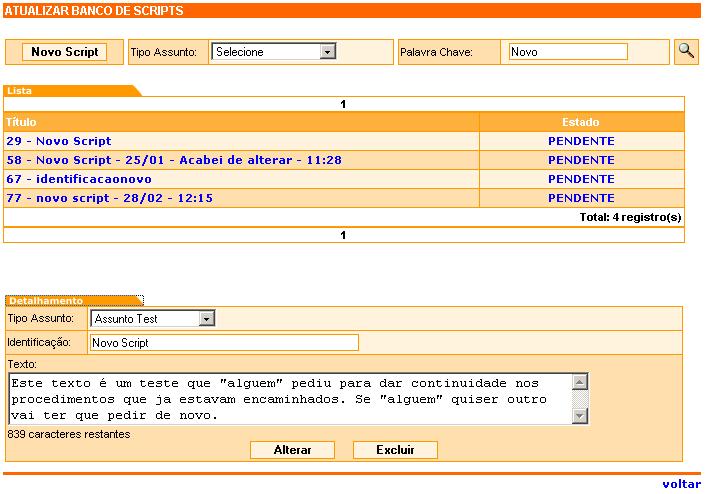 ATUALIZAR BANCO DE SCRIPTS
Novo Script Tipo Assunto: Selecione Palavra Chave: Novo
Lista
1
Título Estado
29 - Novo Script PENDENTE
58 - Novo Script - 25/01 - Acabei de alterar - 11:28 PENDENTE
67 - identificacaonovo PENDENTE
77 - novo script - 28/02 - 12:15 PENDENTE
Total: 4 registro(s)
1
Detalhamento
Tipo Assunto: Assunto Test
Identificação: Novo Script
Texto:
Este texto é um teste que "alguem" pediu para dar continuidade nos
procedimentos que ja estavam encaminhados. Se "alguem" quiser outro
vai ter que pedir de novo.
839 caracteres restantes
Alterar Excluir
voltar